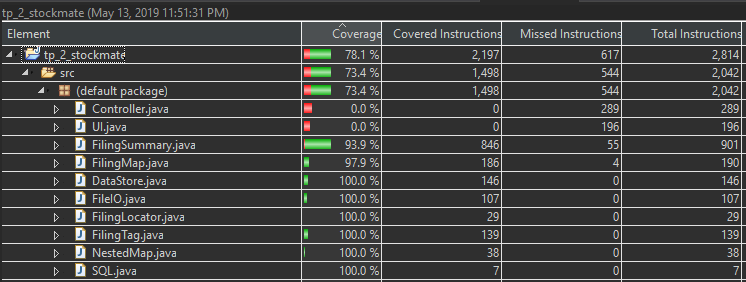 tp_2_stockmate (May 13, 2019 11:51:31 PM)
Element Coverage Covered Instructions Missed Instructions Total Instructions
tp_2_stockmate 78.1 % 2,197 617 2,814
src 73.4 % 1,498 544 2,042
(default package) 73.4 % 1,498 544 2,042
Controller.java 0.0 % 0 289 289
UI.java 0.0 % 0 196 196
FilingSummary.java 93.9 % 846 55 901
FilingMap.java 97.9 % 186 4 190
DataStore.java 100.0 % 146 0 146
FileIO.java 100.0 % 107 0 107
FilingLocator.java 100.0 % 29 0 29
FilingTag.java 100.0 % 139 0 139
NestedMap.java 100.0 % 38 0 38
SQL.java 100.0 % 7 0 7